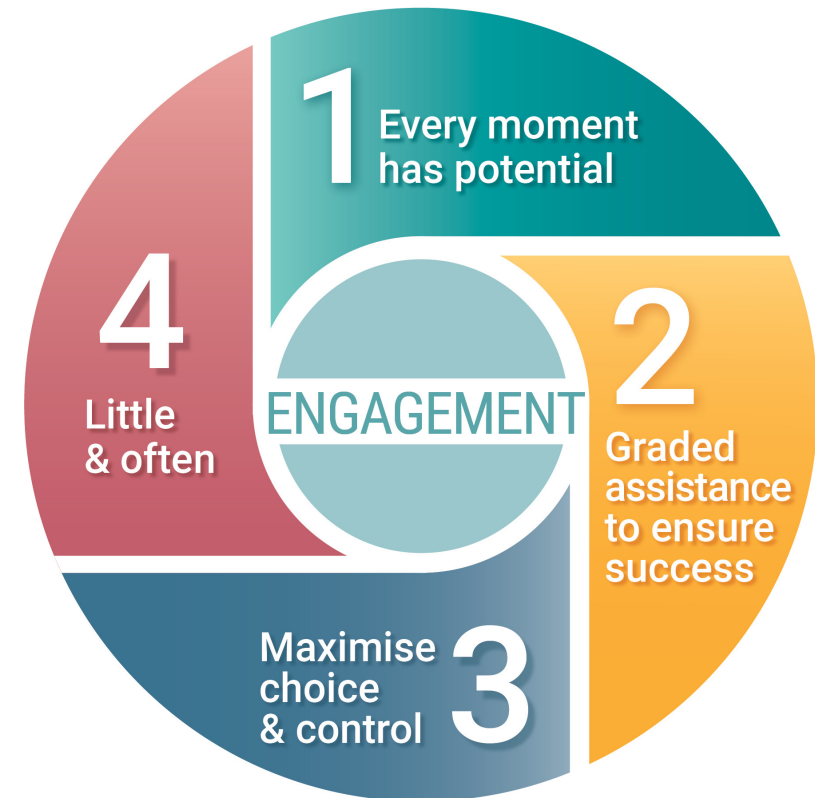 1
Every moment
has potential
2
Graded
assistance
to ensure
success
3
Maximise
choice
& control
4
Little
& often
ENGAGEMENT